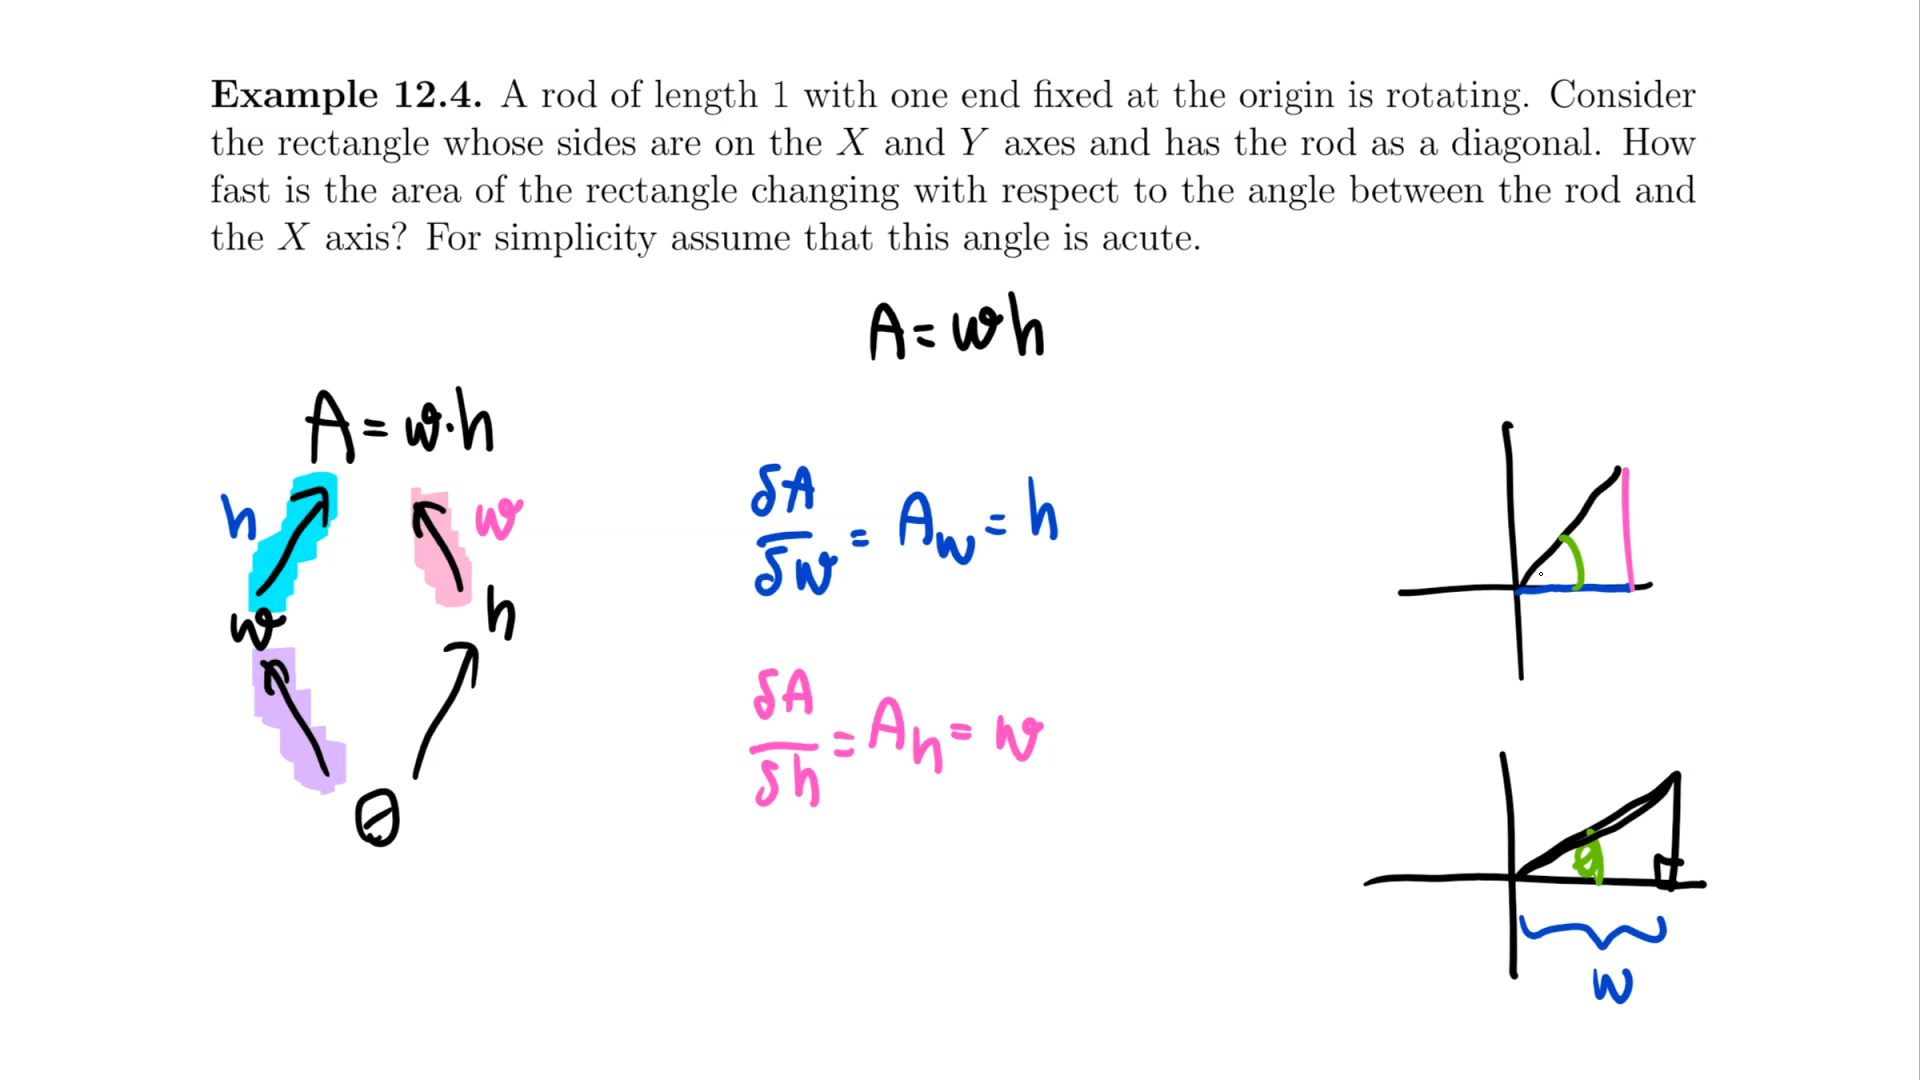 Example 12.4. A rod of length 1 with one end fixed at the origin is rotating. Consider
the rectangle whose sides are on the X and Y axes and has the rod as a diagonal. How
fast is the area of the rectangle changing with respect to the angle between the rod and
the X axis? For simplicity assume that this angle is acute.
A = wh
A = w·h
h
w
w
h
θ
δA/δw = A_w = h
δA/δh = A_h = w
θ
w